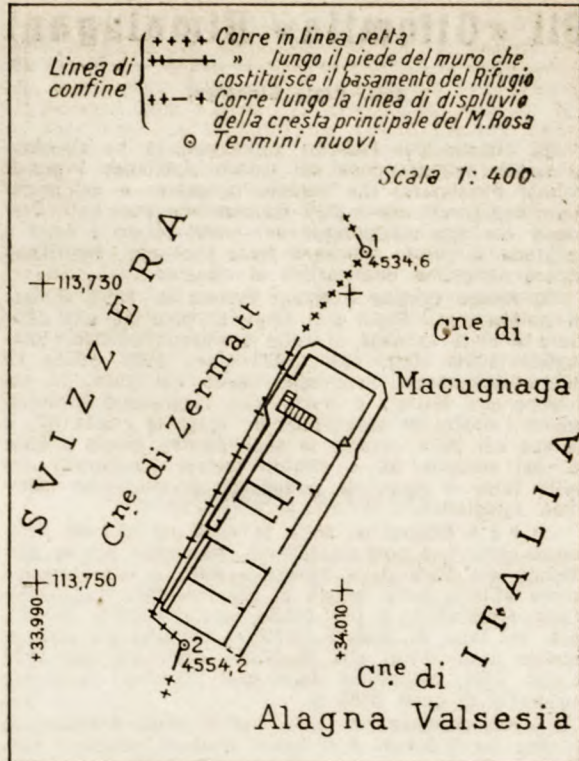 Linea di confine
++++ Corre in linea retta
» lungo il piede del muro che
costituisce il basamento del Rifugio
Corre lungo la linea di displuvio
della cresta principale del M. Rosa
⊙ Termini nuovi
Scala 1: 400
1
4534,6
+113,730
SVIZZERA
Cne di Zermatt
Cne di
Macugnaga
ITALIA
+113,750
+33,990
+34,010
2
4554,2
Cne di
Alagna Valsesia